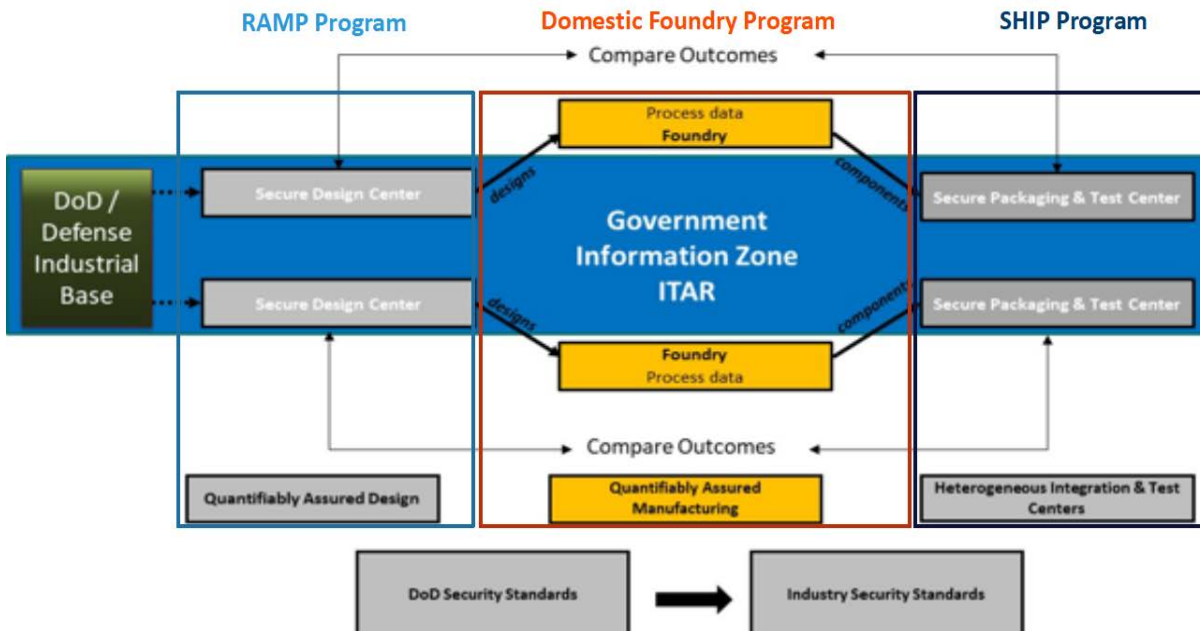 RAMP Program
Domestic Foundry Program
SHIP Program
Compare Outcomes
Process data
Foundry
DoD /
Defense
Industrial
Base
Secure Design Center
designs
components
Secure Packaging & Test Center
Government
Information Zone
ITAR
Secure Design Center
designs
component
Secure Packaging & Test Center
Foundry
Process data
Compare Outcomes
Quantifiably Assured Design
Quantifiably Assured
Manufacturing
Heterogeneous Integration & Test
Centers
DoD Security Standards
Industry Security Standards